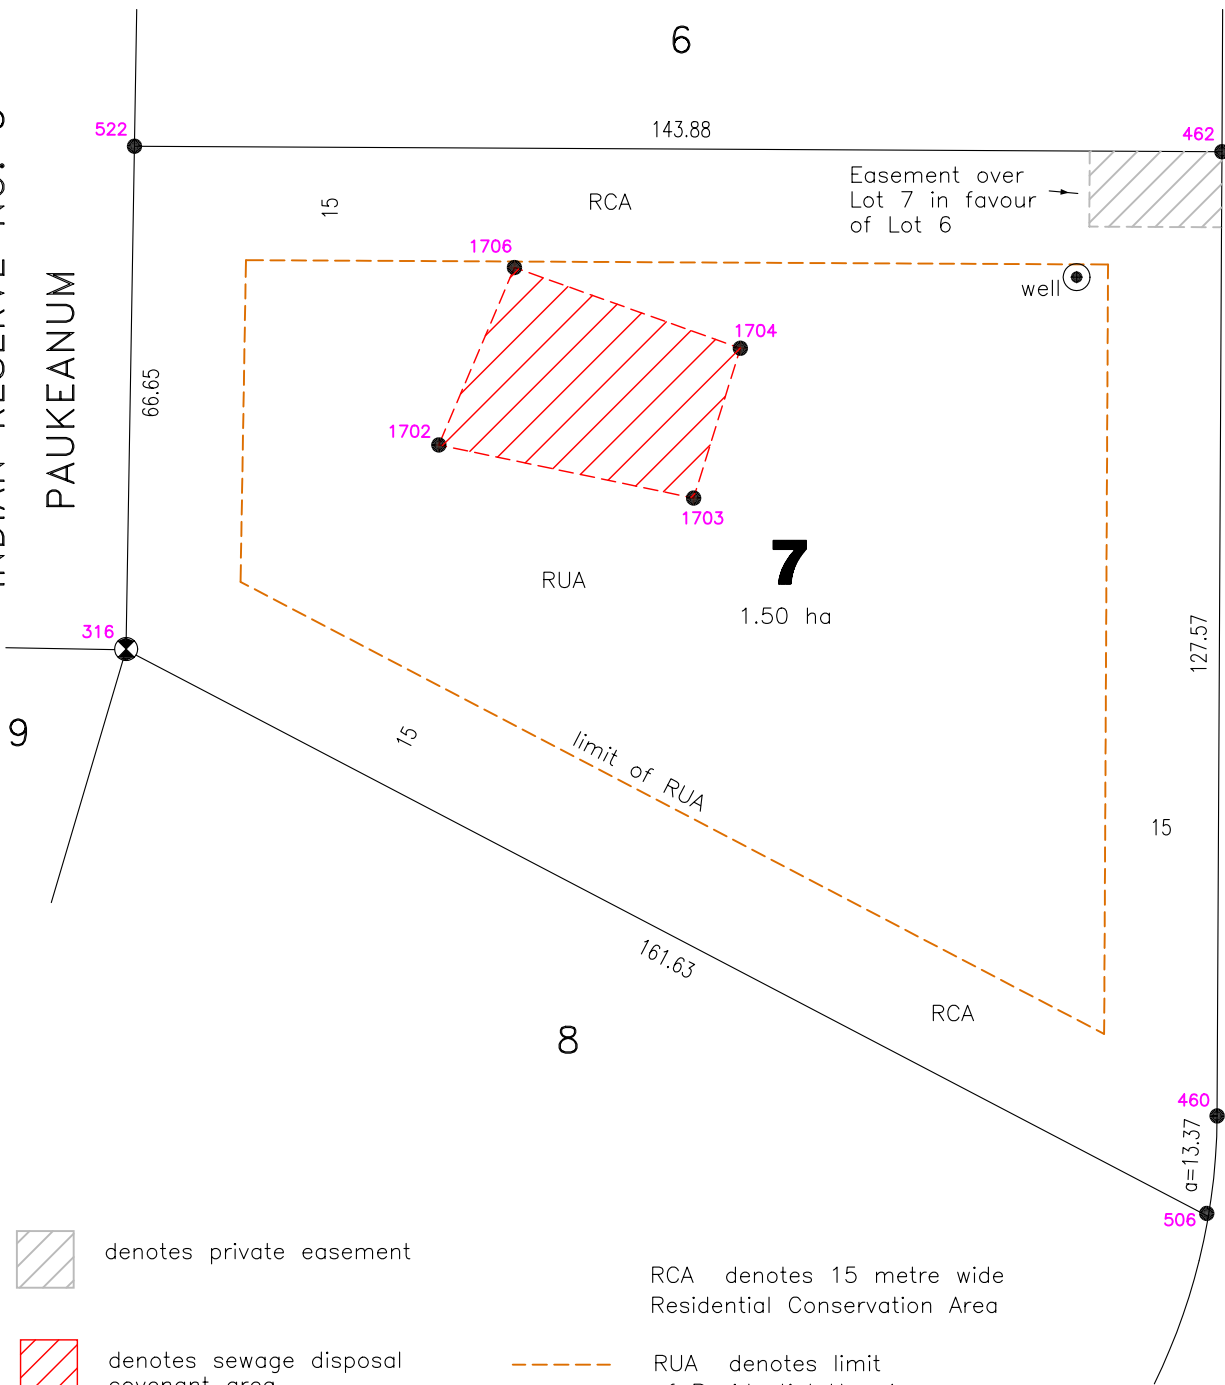 6
522
143.88
462
Easement over
Lot 7 in favour
of Lot 6
15
RCA
1706
well
PAUKEANUM
66.65
1704
1702
1703
7
RUA
1.50 ha
316
127.57
9
15
limit of RUA
15
161.63
RCA
8
460
a=13.37
506
denotes private easement
RCA denotes 15 metre wide
Residential Conservation Area
denotes sewage disposal
RUA denotes limit